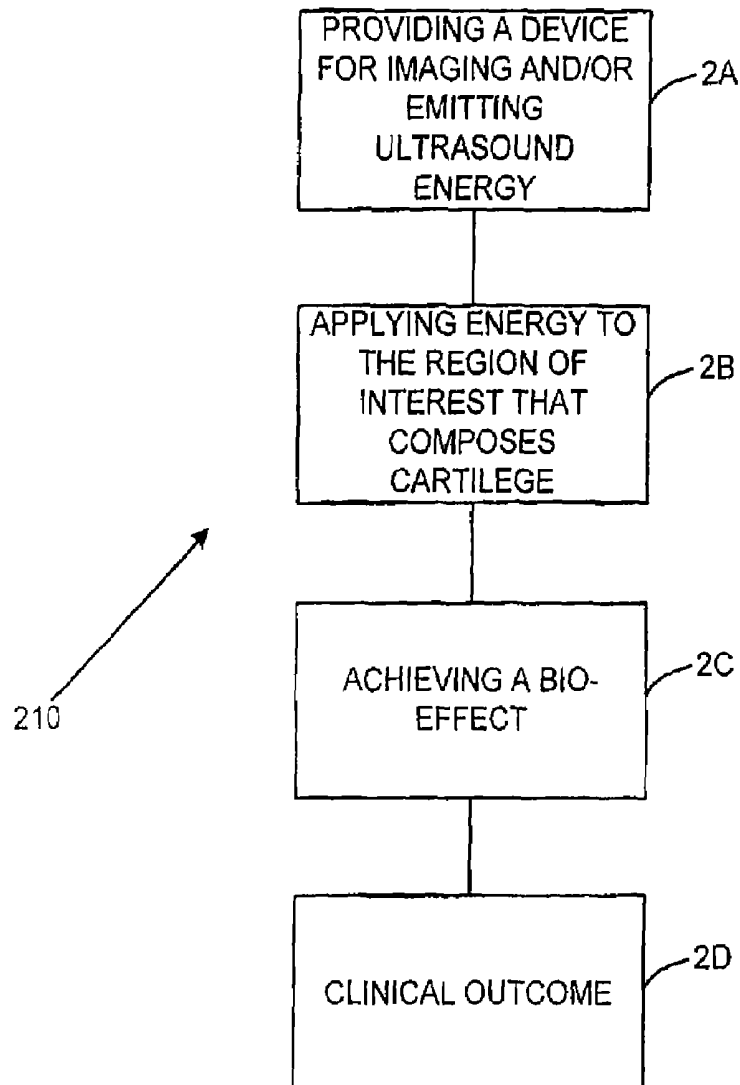 PROVIDING A DEVICE
FOR IMAGING AND/OR
EMITTING
ULTRASOUND
ENERGY
2A
APPLYING ENERGY TO
THE REGION OF
INTEREST THAT
COMPOSES
CARTILEGE
2B
ACHIEVING A BIO-
EFFECT
2C
210
CLINICAL OUTCOME
2D